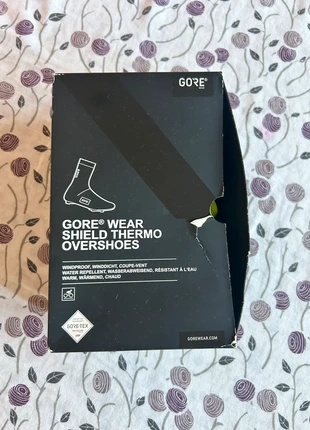 GORE®
GORE® WEAR
SHIELD THERMO
OVERSHOES
WINDPROOF, WINDDICHT, COUPE-VENT
WATER REPELLENT, WASSERABWEISEND, RÉSISTANT À L'EAU
WARM, WÄRMEND, CHAUD
GORE-TEX
GOREWEAR.COM